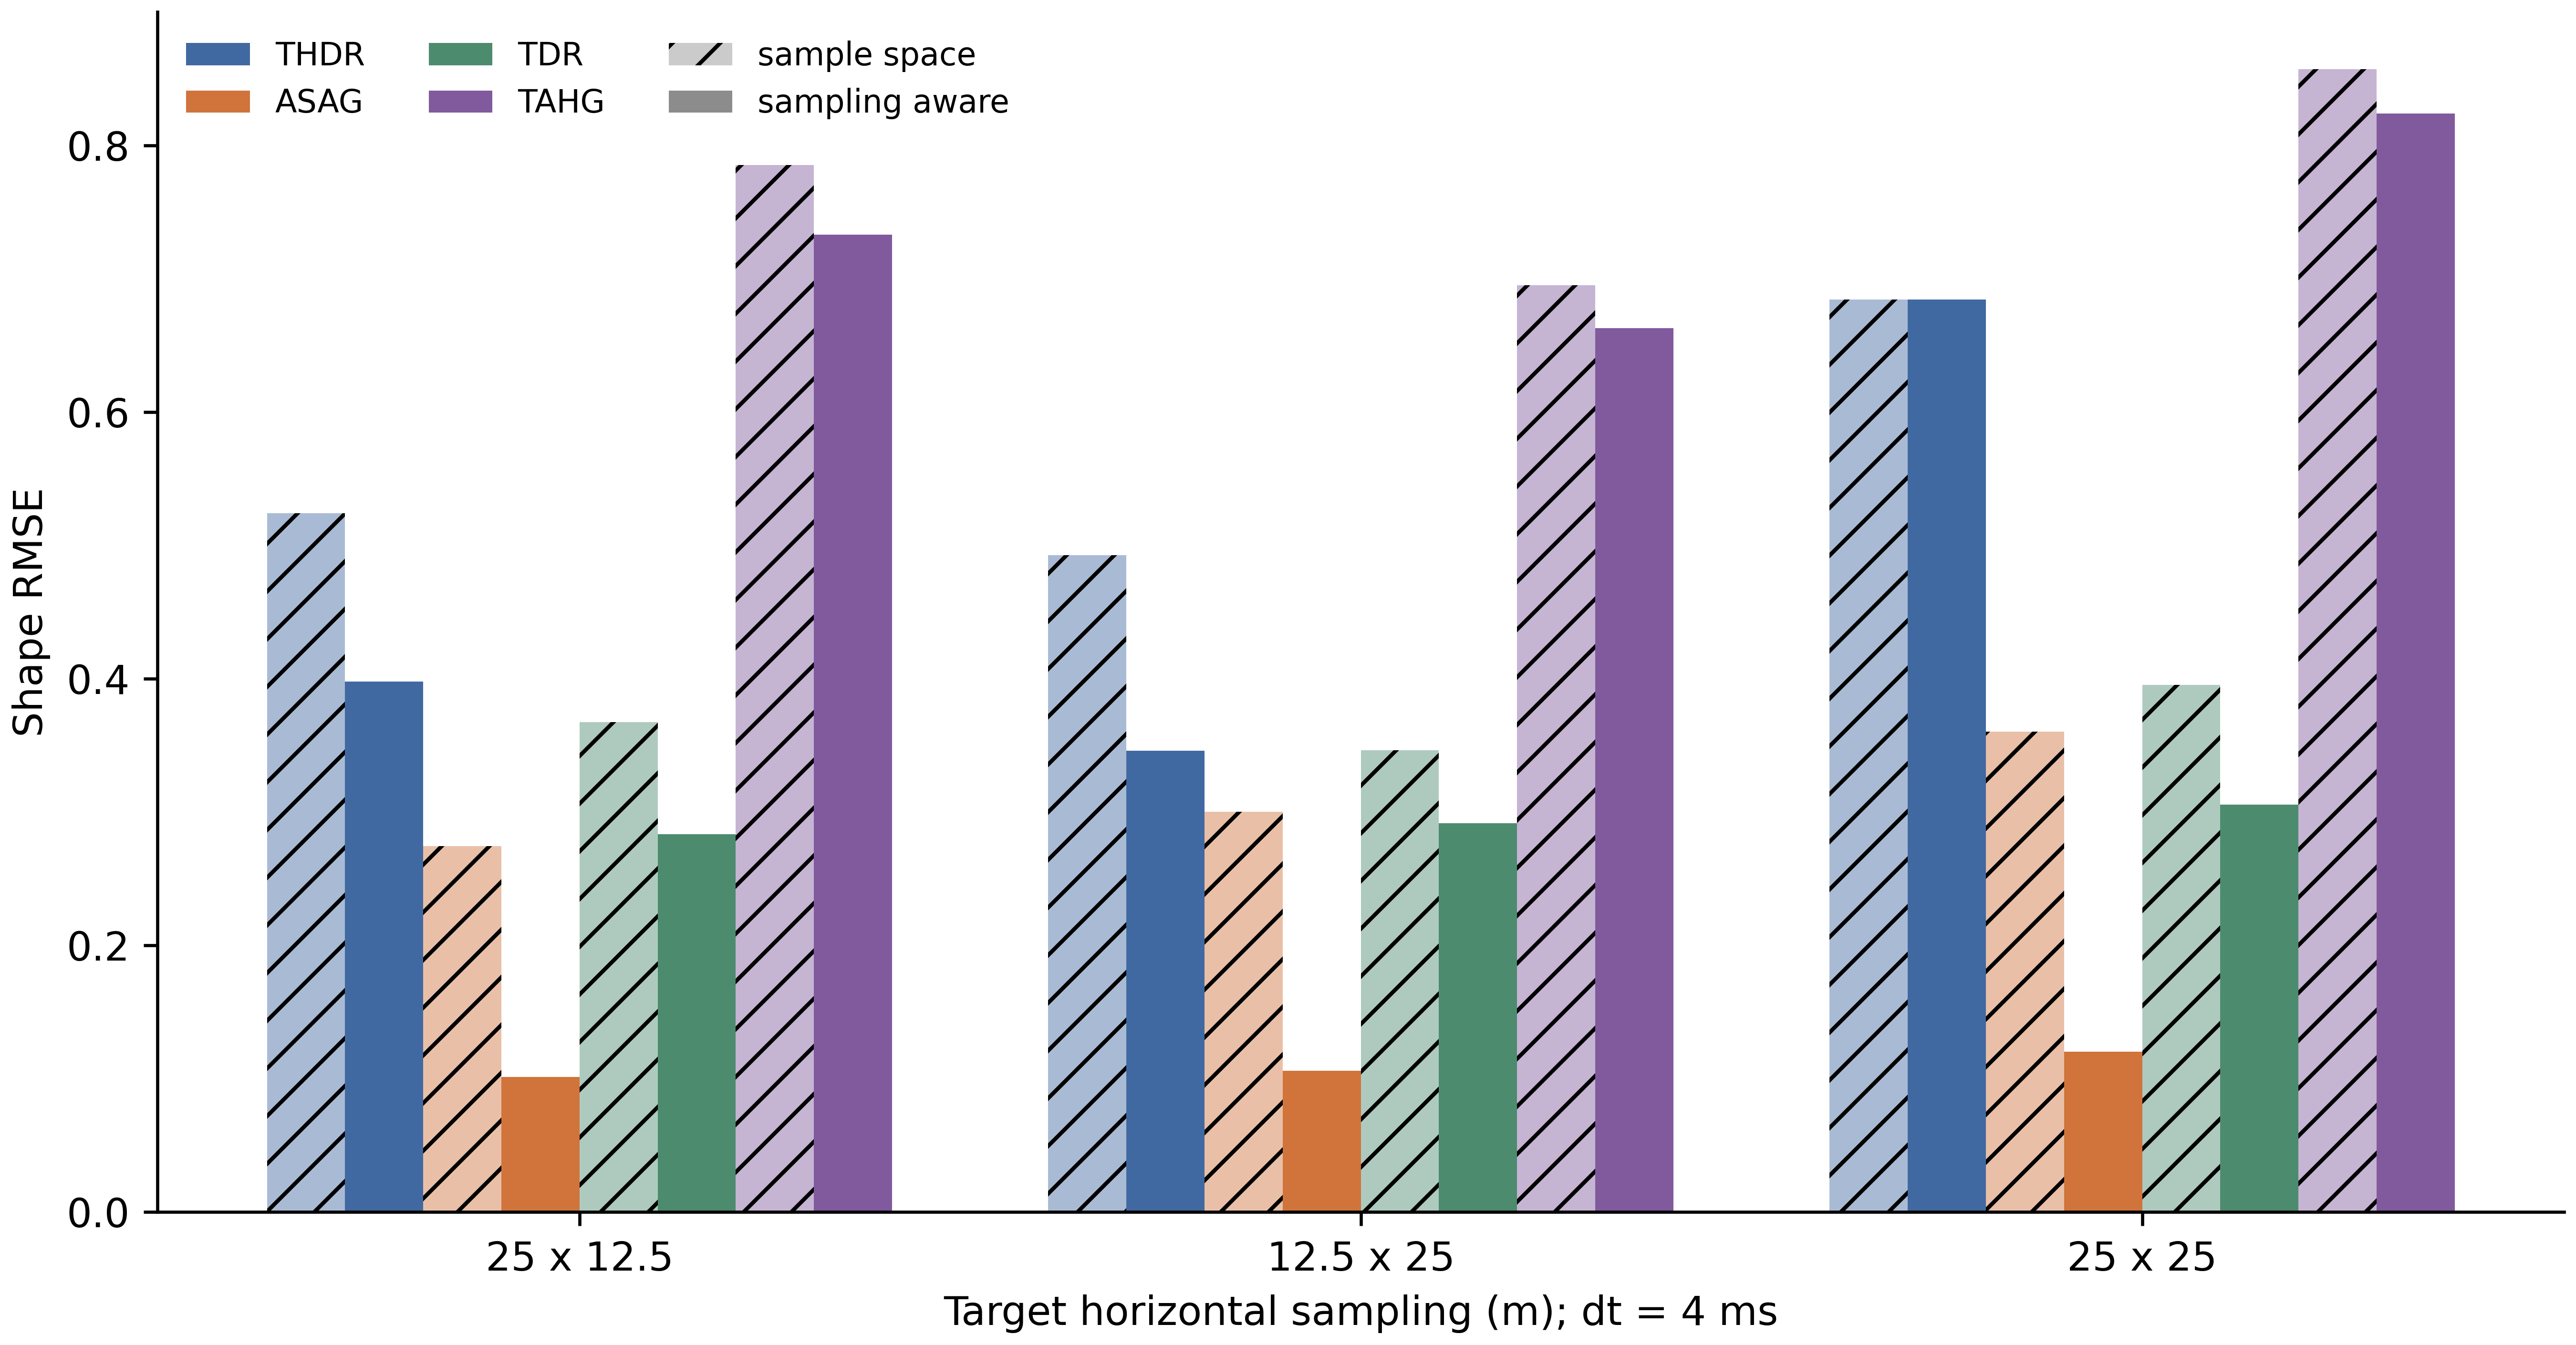 THDR TDR sample space
ASAG TAHG sampling aware
Shape RMSE
0.8
0.6
0.4
0.2
0.0
25 x 12.5 12.5 x 25 25 x 25
Target horizontal sampling (m); dt = 4 ms